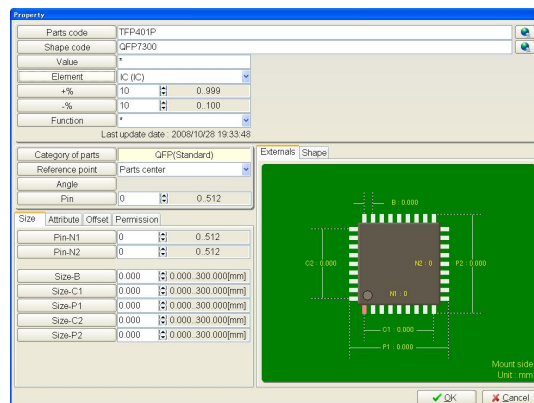 Property
Parts code TFP401P
Shape code QFP7300
Value *
Element IC (IC)
+% 10 0..999
-% 10 0..100
Function *
Last update date : 2008/10/28 19:33:48
Category of parts QFP(Standard)
Reference point Parts center
Angle
Pin 0 0..512
Size Attribute Offset Permission
Pin-N1 0 0..512
Pin-N2 0 0..512
Size-B 0.000 0.000..300.000[mm]
Size-C1 0.000 0.000..300.000[mm]
Size-P1 0.000 0.000..300.000[mm]
Size-C2 0.000 0.000..300.000[mm]
Size-P2 0.000 0.000..300.000[mm]
Externals Shape
B : 0.000
C2 : 0.000 N2 : 0 P2 : 0.000
N1 : 0
C1 : 0.000
P1 : 0.000
Mount side
Unit : mm
OK Cancel